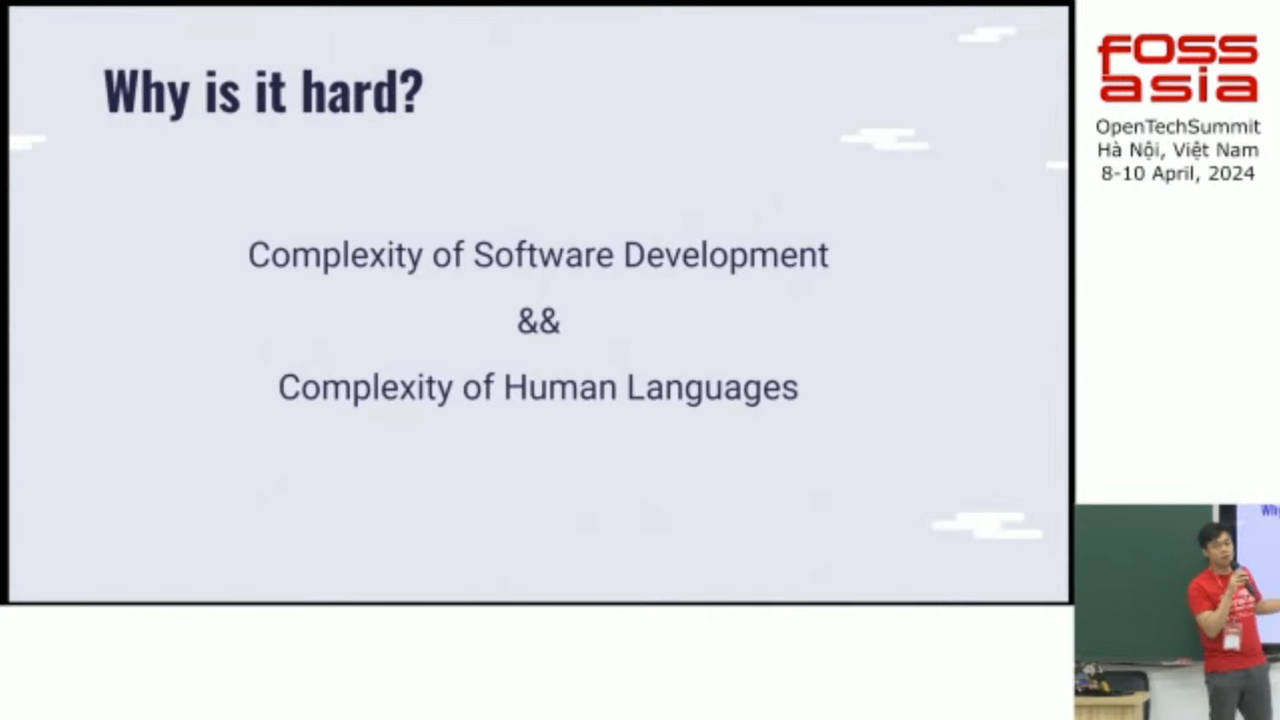 Why is it hard?
Complexity of Software Development
&&
Complexity of Human Languages
FOSS
asia
OpenTechSummit
Hà Nội, Việt Nam
8-10 April, 2024